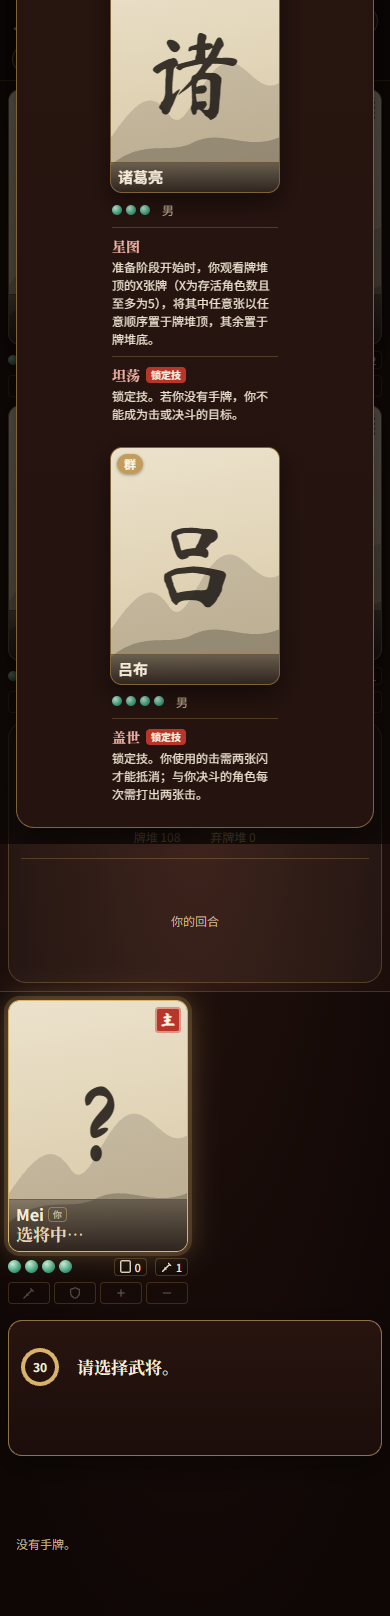 诸
诸葛亮
男
星图
准备阶段开始时，你观看牌堆
顶的X张牌（X为存活角色数且
至多为5），将其中任意张以任
意顺序置于牌堆顶，其余置于
牌堆底。
坦荡 锁定技
锁定技。若你没有手牌，你不
能成为击或决斗的目标。
群
吕
吕布
男
盖世 锁定技
锁定技。你使用的击需两张闪
才能抵消；与你决斗的角色每
次需打出两张击。
牌堆 108 弃牌堆 0
你的回合
主
?
Mei 你
选将中…
0 1
30 请选择武将。
没有手牌。